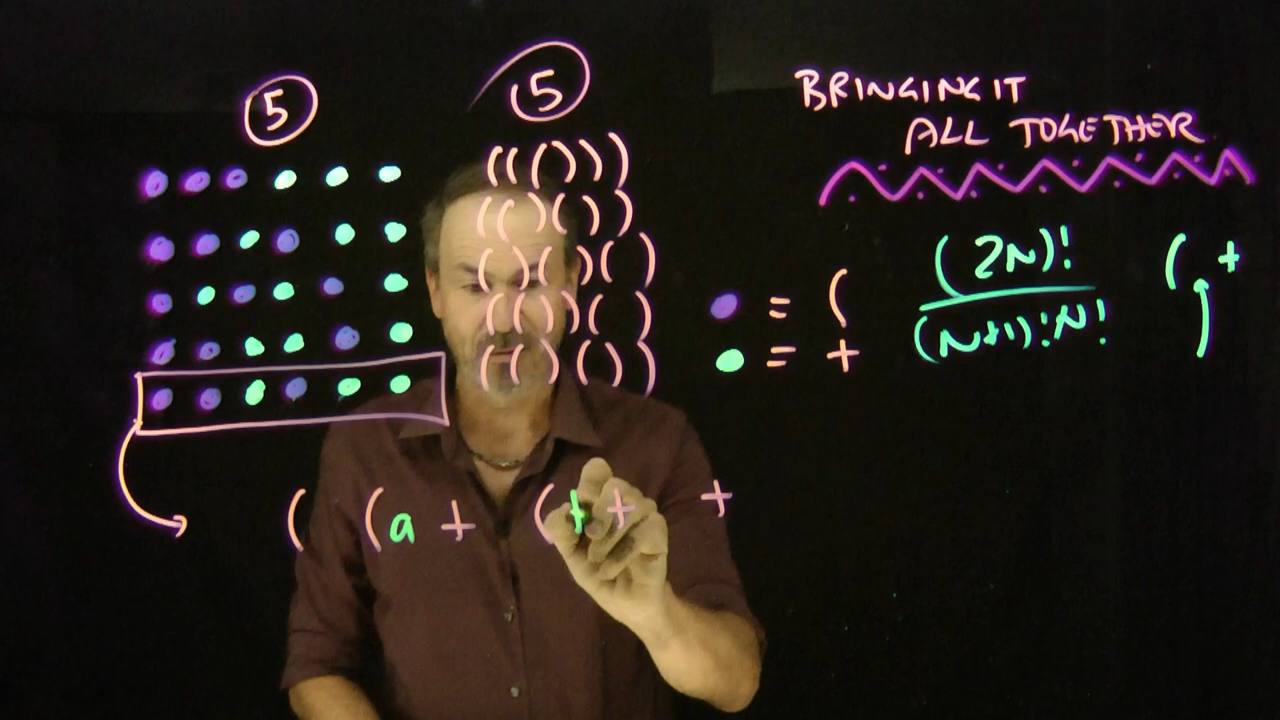 5
5
BRINGING IT
ALL TOGETHER
((()))
(()())
()()()
(())()
(()())
= (
= +
(2N)!
(N+1)!N!
( +
( (a + ( + +